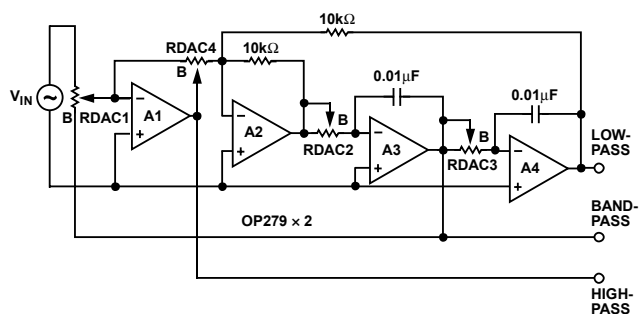 10kΩ
RDAC4
10kΩ
B
0.01µF
0.01µF
V_IN
B
RDAC1
–
A1
+
–
A2
+
B
RDAC2
–
A3
+
B
RDAC3
–
A4
+
LOW-
PASS
OP279 × 2
BAND-
PASS
HIGH-
PASS